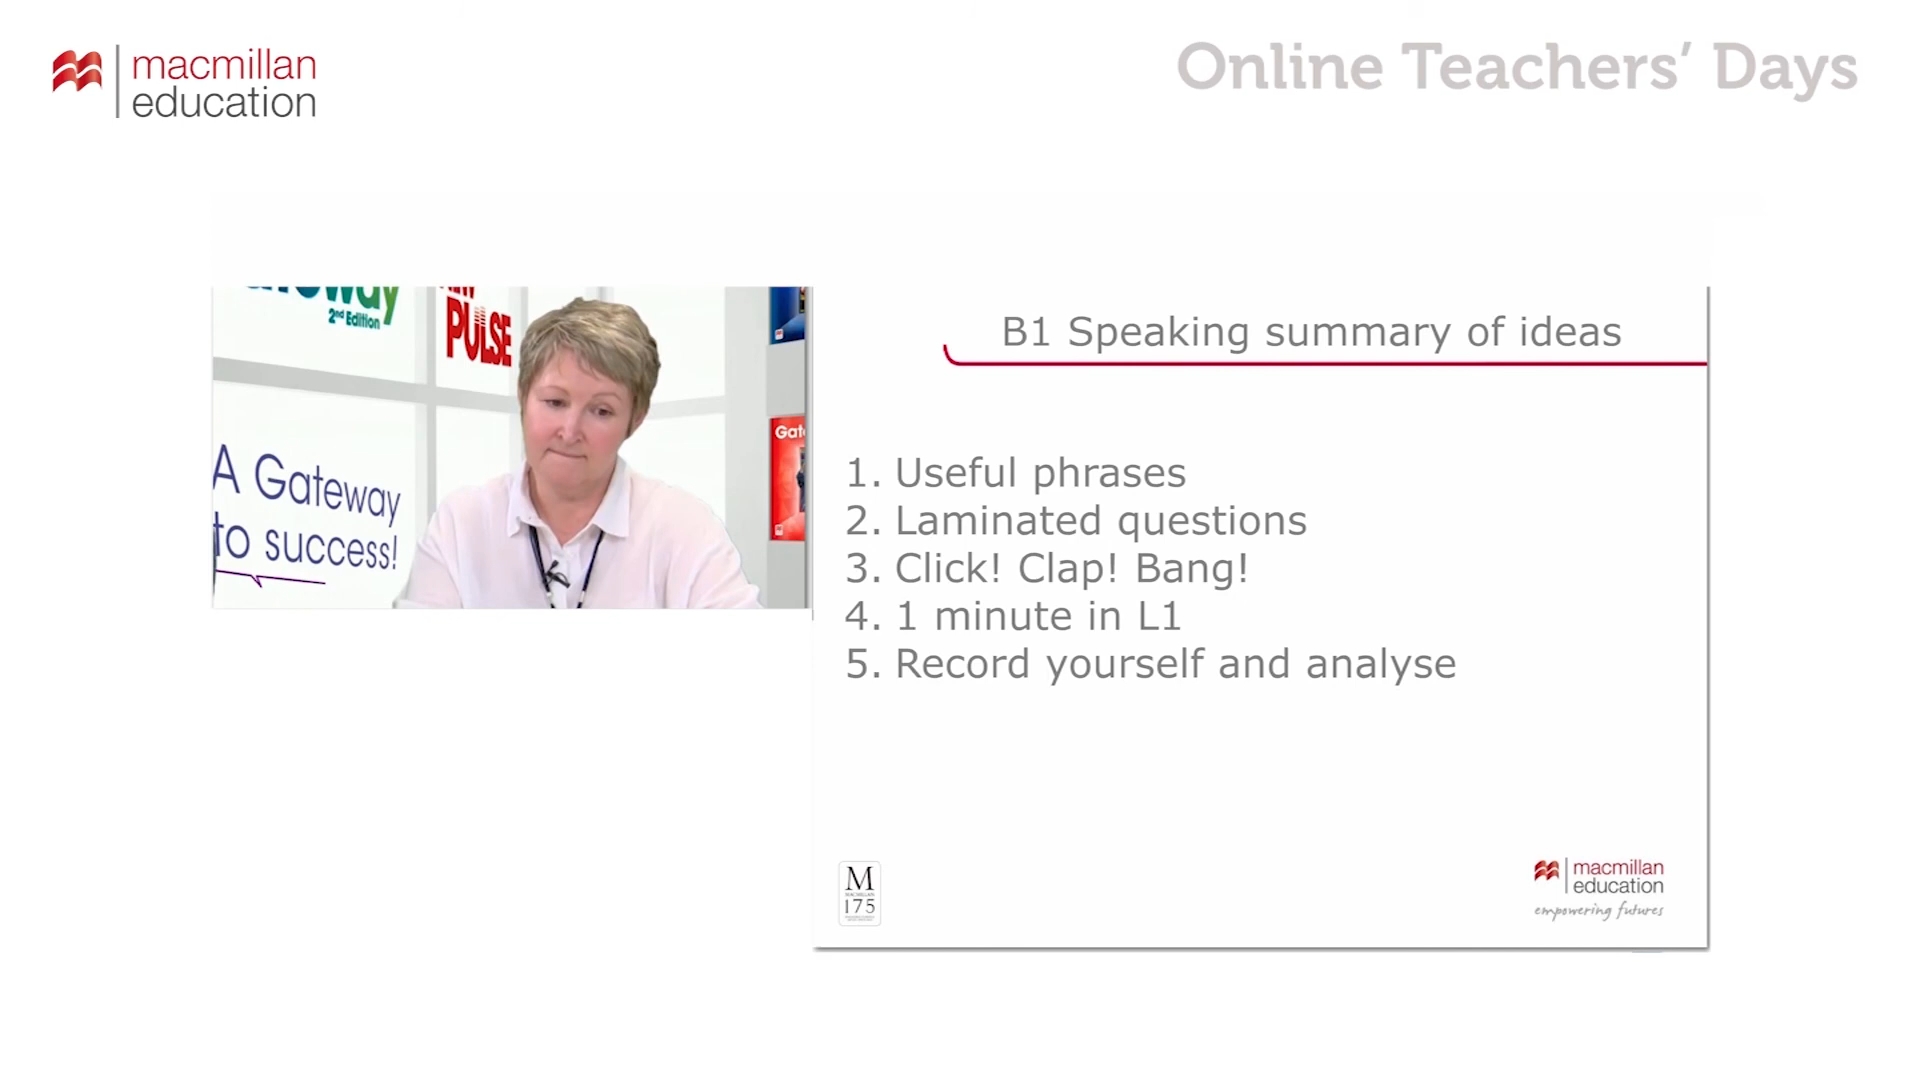 macmillan
education
Online Teachers' Days
2nd Edition
PULSE
A Gateway
to success!
B1 Speaking summary of ideas
1. Useful phrases
2. Laminated questions
3. Click! Clap! Bang!
4. 1 minute in L1
5. Record yourself and analyse
M
175
macmillan
education
empowering futures